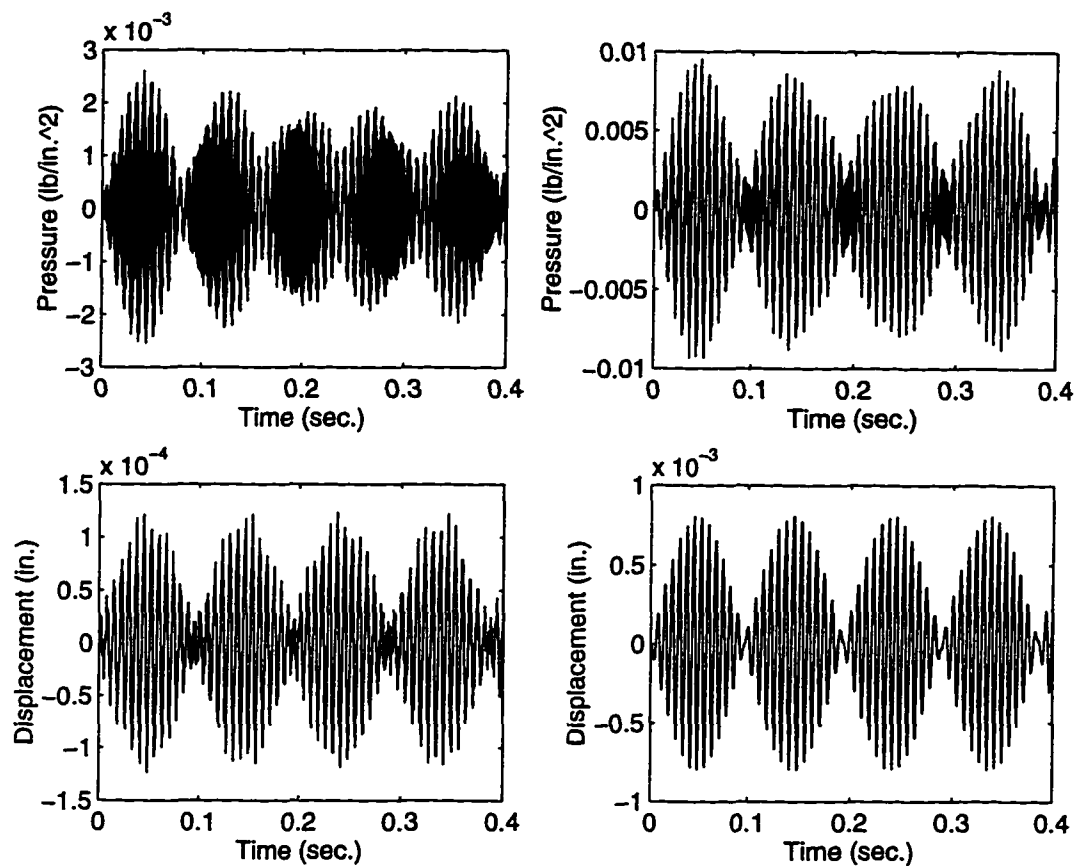 x 10^-3
3
2
1
0
−1
−2
−3
Pressure (lb/in.^2)
0 0.1 0.2 0.3 0.4
Time (sec.)
0.01
0.005
0
−0.005
−0.01
Pressure (lb/in.^2)
0 0.1 0.2 0.3 0.4
Time (sec.)
x 10^-4
1.5
1
0.5
0
−0.5
−1
−1.5
Displacement (in.)
0 0.1 0.2 0.3 0.4
Time (sec.)
x 10^-3
1
0.5
0
−0.5
−1
Displacement (in.)
0 0.1 0.2 0.3 0.4
Time (sec.)